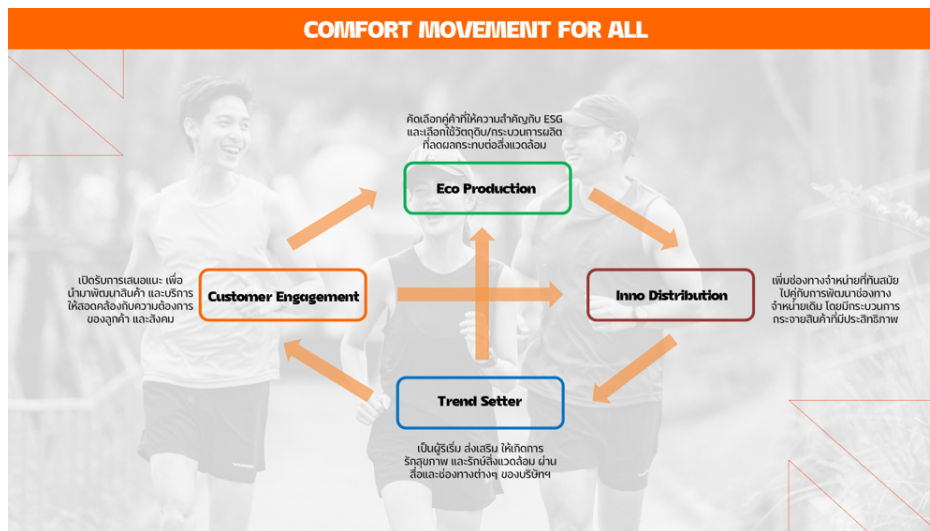 COMFORT MOVEMENT FOR ALL
คัดเลือกคู่ค้าที่ให้ความสำคัญกับ ESG
และเลือกใช้วัตถุดิบ/กระบวนการผลิต
ที่ลดผลกระทบต่อสิ่งแวดล้อม
Eco Production
เปิดรับการเสนอแนะ เพื่อ
นำมาพัฒนาสินค้า และบริการ
ให้สอดคล้องกับความต้องการ
ของลูกค้า และสังคม
Customer Engagement
Inno Distribution
เพิ่มช่องทางจำหน่ายที่ทันสมัย
ไปคู่กับการพัฒนาช่องทาง
จำหน่ายเดิม โดยมีกระบวนการ
กระจายสินค้าที่มีประสิทธิภาพ
Trend Setter
เป็นผู้ริเริ่ม ส่งเสริม ให้เกิดการ
รักสุขภาพ และรักษ์สิ่งแวดล้อม ผ่าน
สื่อและช่องทางต่างๆ ของบริษัทฯ